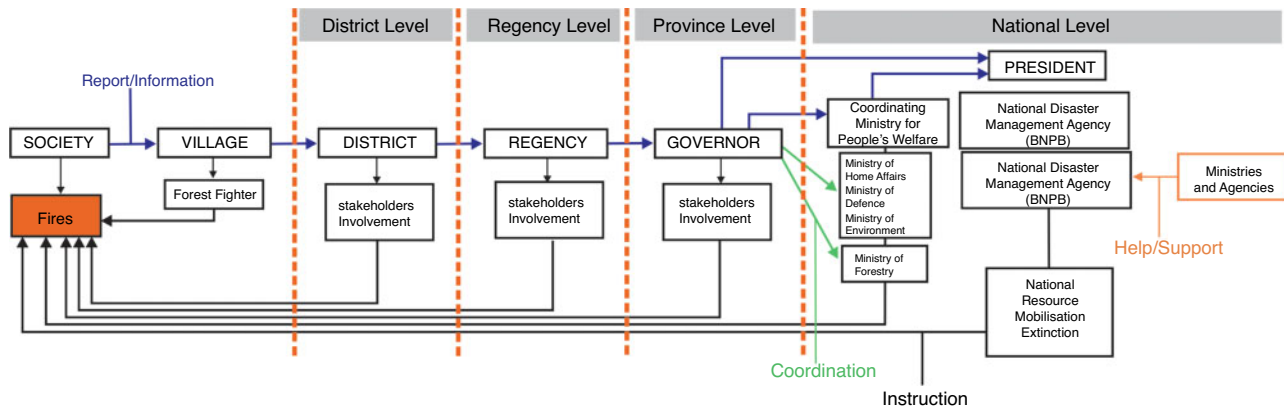 District Level
Regency Level
Province Level
National Level
Report/Information
PRESIDENT
SOCIETY
VILLAGE
DISTRICT
REGENCY
GOVERNOR
Coordinating
Ministry for
People's Welfare
National Disaster
Management Agency
(BNPB)
Forest Fighter
Fires
stakeholders
Involvement
stakeholders
Involvement
stakeholders
Involvement
Ministry of
Home Affairs
Ministry of
Defence
Ministry of
Environment
National Disaster
Management Agency
(BNPB)
Ministries
and Agencies
Help/Support
Ministry of
Forestry
National
Resource
Mobilisation
Extinction
Coordination
Instruction